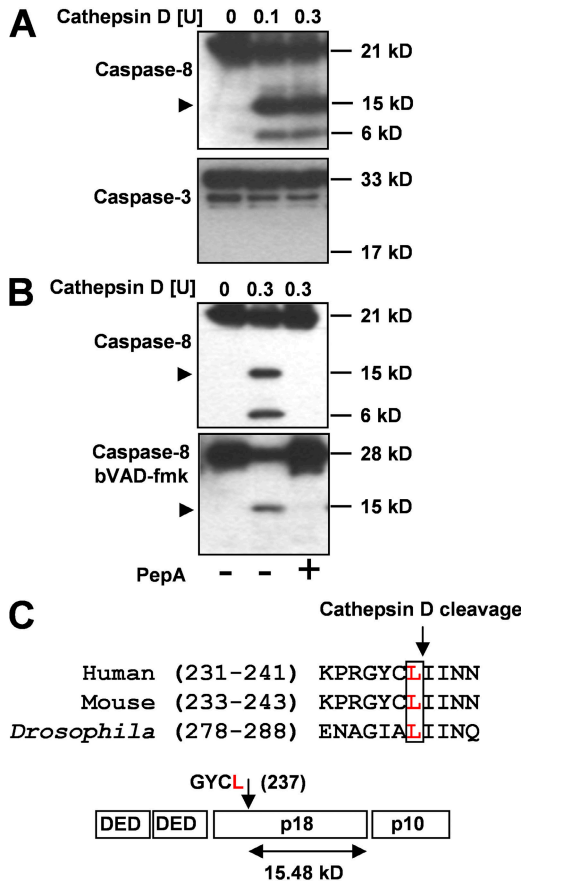 A
Cathepsin D [U] 0 0.1 0.3
21 kD
Caspase-8
15 kD
6 kD
33 kD
Caspase-3
17 kD
B
Cathepsin D [U] 0 0.3 0.3
21 kD
Caspase-8
15 kD
6 kD
Caspase-8 28 kD
bVAD-fmk
15 kD
PepA - - +
C
Cathepsin D cleavage
Human (231-241) KPRGYCLIINN
Mouse (233-243) KPRGYCLIINN
Drosophila (278-288) ENAGIALIINQ
GYCL (237)
DED DED p18 p10
15.48 kD